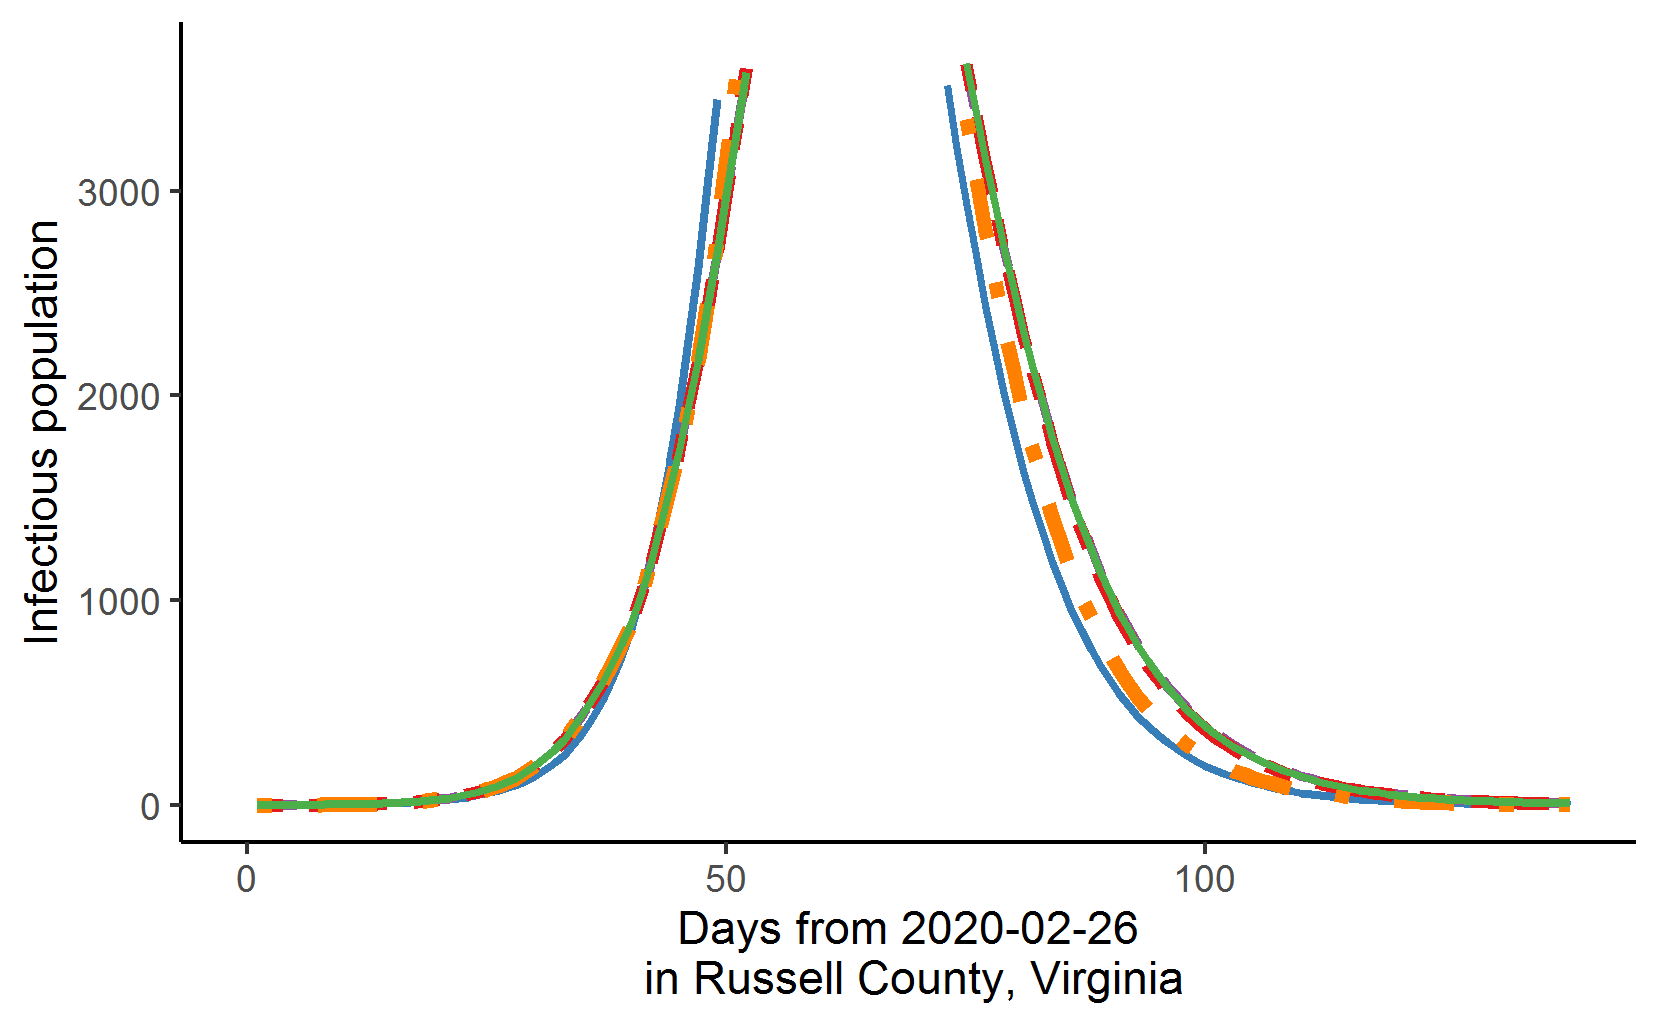 Infectious population
3000
2000
1000
0
0 50 100
Days from 2020-02-26
in Russell County, Virginia